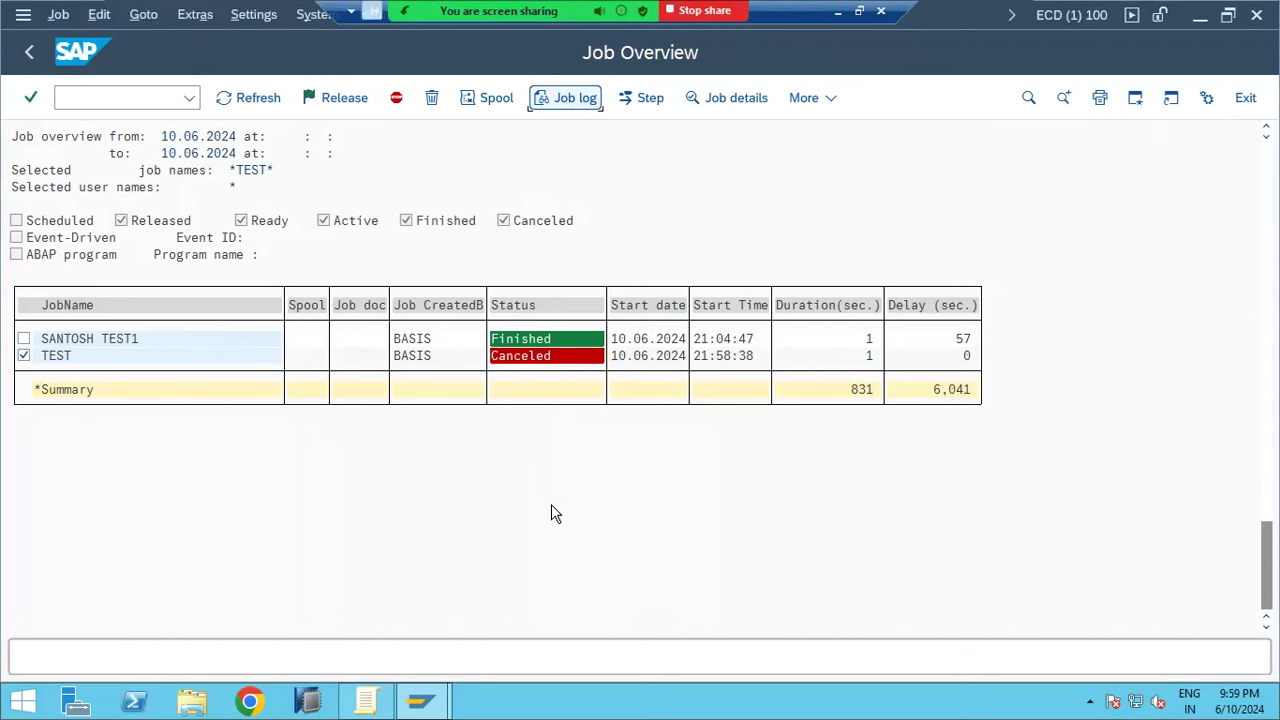 Job Edit Goto Extras Settings Syste You are screen sharing Stop share ECD (1) 100
SAP Job Overview
Refresh Release Spool Job log Step Job details More Exit
Job overview from: 10.06.2024 at: : :
to: 10.06.2024 at: : :
Selected job names: *TEST*
Selected user names: *
Scheduled Released Ready Active Finished Canceled
Event-Driven Event ID:
ABAP program Program name :
JobName Spool Job doc Job CreatedB Status Start date Start Time Duration(sec.) Delay (sec.)
SANTOSH TEST1 BASIS Finished 10.06.2024 21:04:47 1 57
TEST BASIS Canceled 10.06.2024 21:58:38 1 0
*Summary 831 6,041
ENG 9:59 PM
IN 6/10/2024